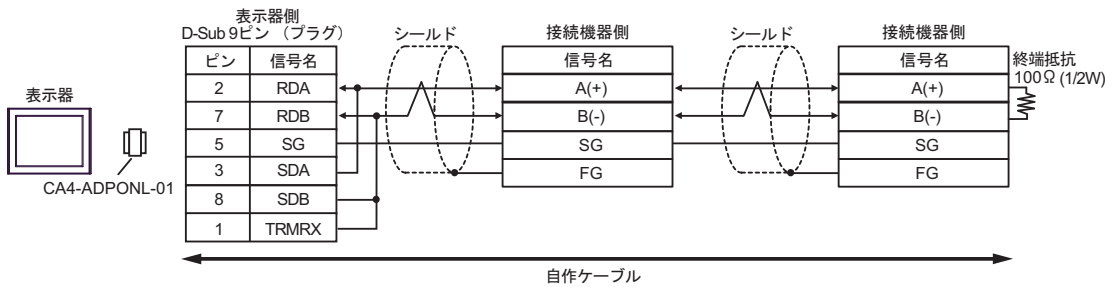 表示器側
D-Sub 9ピン （プラグ）
ピン 信号名
2 RDA
7 RDB
5 SG
3 SDA
8 SDB
1 TRMRX
表示器
CA4-ADPONL-01
シールド
接続機器側
信号名
A(+)
B(-)
SG
FG
シールド
接続機器側
信号名
A(+)
B(-)
SG
FG
終端抵抗
100Ω (1/2W)
自作ケーブル